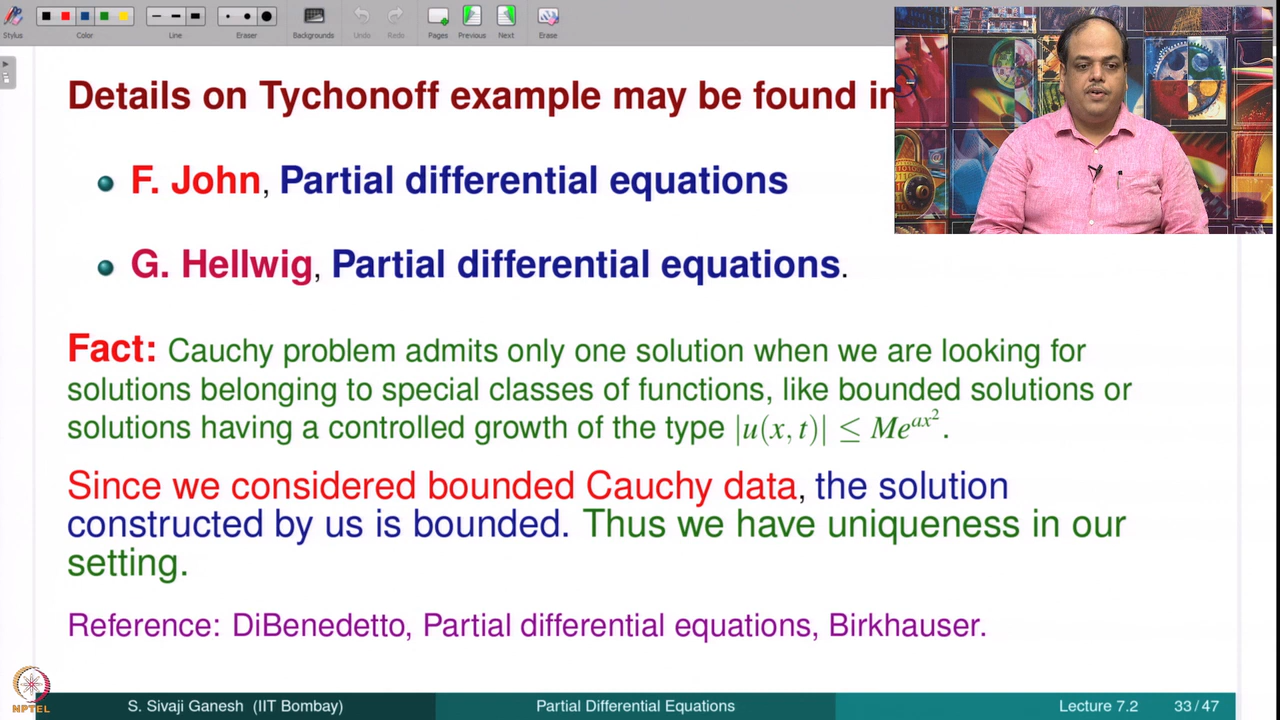 Stylus
Color
Line
Eraser
Backgrounds
Undo
Redo
Pages
Previous
Next
Erase
Details on Tychonoff example may be found in
F. John, Partial differential equations
G. Hellwig, Partial differential equations.
Fact: Cauchy problem admits only one solution when we are looking for
solutions belonging to special classes of functions, like bounded solutions or
solutions having a controlled growth of the type |u(x, t)| ≤ Me^{ax^2}.
Since we considered bounded Cauchy data, the solution
constructed by us is bounded. Thus we have uniqueness in our
setting.
Reference: DiBenedetto, Partial differential equations, Birkhauser.
NPTEL
S. Sivaji Ganesh (IIT Bombay)
Partial Differential Equations
Lecture 7.2
33/47